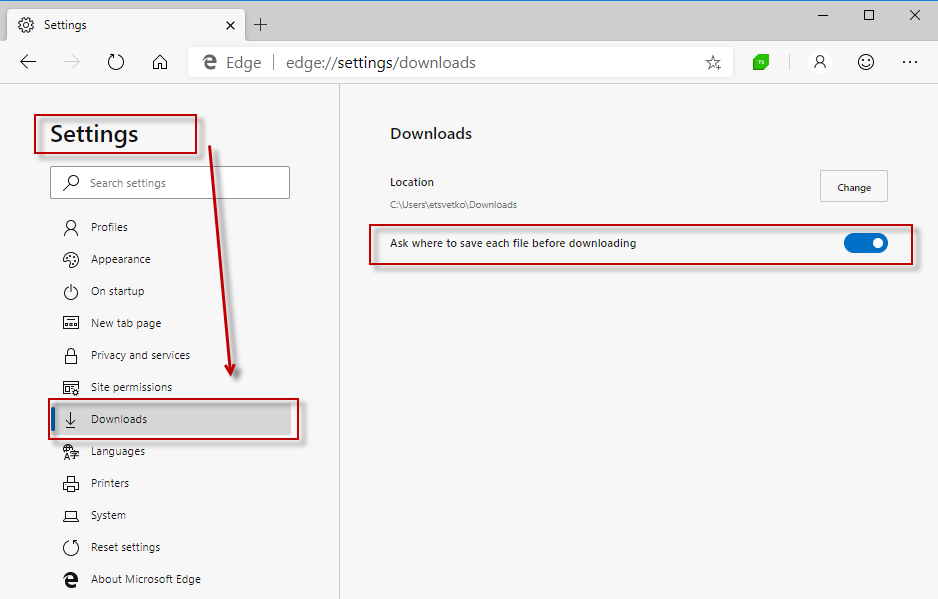 Settings
Edge edge://settings/downloads
TS
Settings
Search settings
Profiles
Appearance
On startup
New tab page
Privacy and services
Site permissions
Downloads
Languages
Printers
System
Reset settings
About Microsoft Edge
Downloads
Location
Change
C:\Users\etsvetko\Downloads
Ask where to save each file before downloading